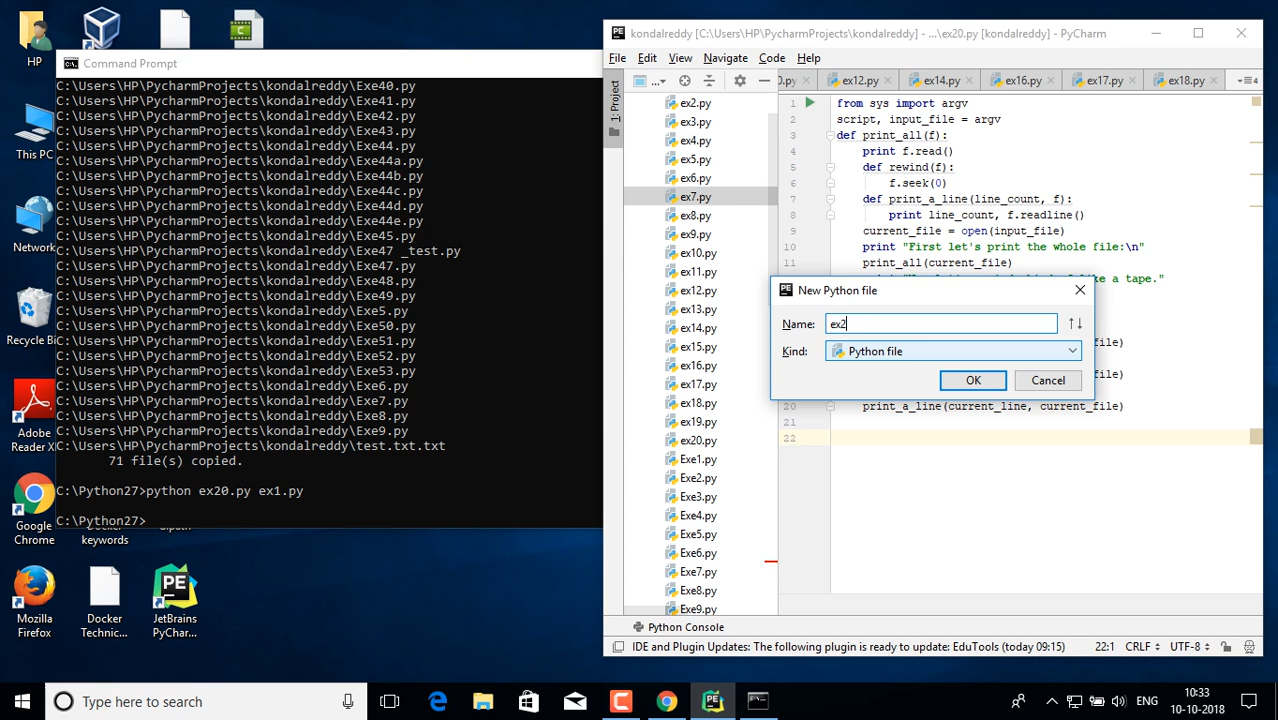 HP
This PC
Network
Recycle Bi
Adobe
Reader X
Google
Chrome
Docker
keywords
Mozilla
Firefox
Docker
Technic...
JetBrains
PyChar...
Command Prompt
C:\Users\HP\PycharmProjects\kondalreddy\Exe40.py
C:\Users\HP\PycharmProjects\kondalreddy\Exe41.py
C:\Users\HP\PycharmProjects\kondalreddy\Exe42.py
C:\Users\HP\PycharmProjects\kondalreddy\Exe43.py
C:\Users\HP\PycharmProjects\kondalreddy\Exe44.py
C:\Users\HP\PycharmProjects\kondalreddy\Exe44a.py
C:\Users\HP\PycharmProjects\kondalreddy\Exe44b.py
C:\Users\HP\PycharmProjects\kondalreddy\Exe44c.py
C:\Users\HP\PycharmProjects\kondalreddy\Exe44d.py
C:\Users\HP\PycharmProjects\kondalreddy\Exe44e.py
C:\Users\HP\PycharmProjects\kondalreddy\Exe45.py
C:\Users\HP\PycharmProjects\kondalreddy\Exe47 _test.py
C:\Users\HP\PycharmProjects\kondalreddy\Exe47.py
C:\Users\HP\PycharmProjects\kondalreddy\Exe48.py
C:\Users\HP\PycharmProjects\kondalreddy\Exe49.py
C:\Users\HP\PycharmProjects\kondalreddy\Exe5.py
C:\Users\HP\PycharmProjects\kondalreddy\Exe50.py
C:\Users\HP\PycharmProjects\kondalreddy\Exe51.py
C:\Users\HP\PycharmProjects\kondalreddy\Exe52.py
C:\Users\HP\PycharmProjects\kondalreddy\Exe53.py
C:\Users\HP\PycharmProjects\kondalreddy\Exe6.py
C:\Users\HP\PycharmProjects\kondalreddy\Exe7.py
C:\Users\HP\PycharmProjects\kondalreddy\Exe8.py
C:\Users\HP\PycharmProjects\kondalreddy\Exe9.py
C:\Users\HP\PycharmProjects\kondalreddy\test.txt.txt
71 file(s) copied.
C:\Python27>python ex20.py ex1.py
C:\Python27>
kondalreddy [C:\Users\HP\PycharmProjects\kondalreddy] - ...\ex20.py [kondalreddy] - PyCharm
File Edit View Navigate Code Help
1: Project
... 0.py ex12.py ex14.py ex16.py ex17.py ex18.py 4
ex2.py
ex3.py
ex4.py
ex5.py
ex6.py
ex7.py
ex8.py
ex9.py
ex10.py
ex11.py
ex12.py
ex13.py
ex14.py
ex15.py
ex16.py
ex17.py
ex18.py
ex19.py
ex20.py
Exe1.py
Exe2.py
Exe3.py
Exe4.py
Exe5.py
Exe6.py
Exe7.py
Exe8.py
Exe9.py
1 from sys import argv
2 script, input_file = argv
3 def print_all(f):
4 print f.read()
5 def rewind(f):
6 f.seek(0)
7 def print_a_line(line_count, f):
8 print line_count, f.readline()
9 current_file = open(input_file)
10 print "First let's print the whole file:\n"
11 print_all(current_file)
like a tape."
New Python file
Name: ex2
Kind: Python file
OK Cancel
file)
file)
20 print_a_line(current_line, current_file)
21
22
Python Console
IDE and Plugin Updates: The following plugin is ready to update: EduTools (today 09:15) 22:1 CRLF UTF-8
Type here to search
ENG
10:33
10-10-2018